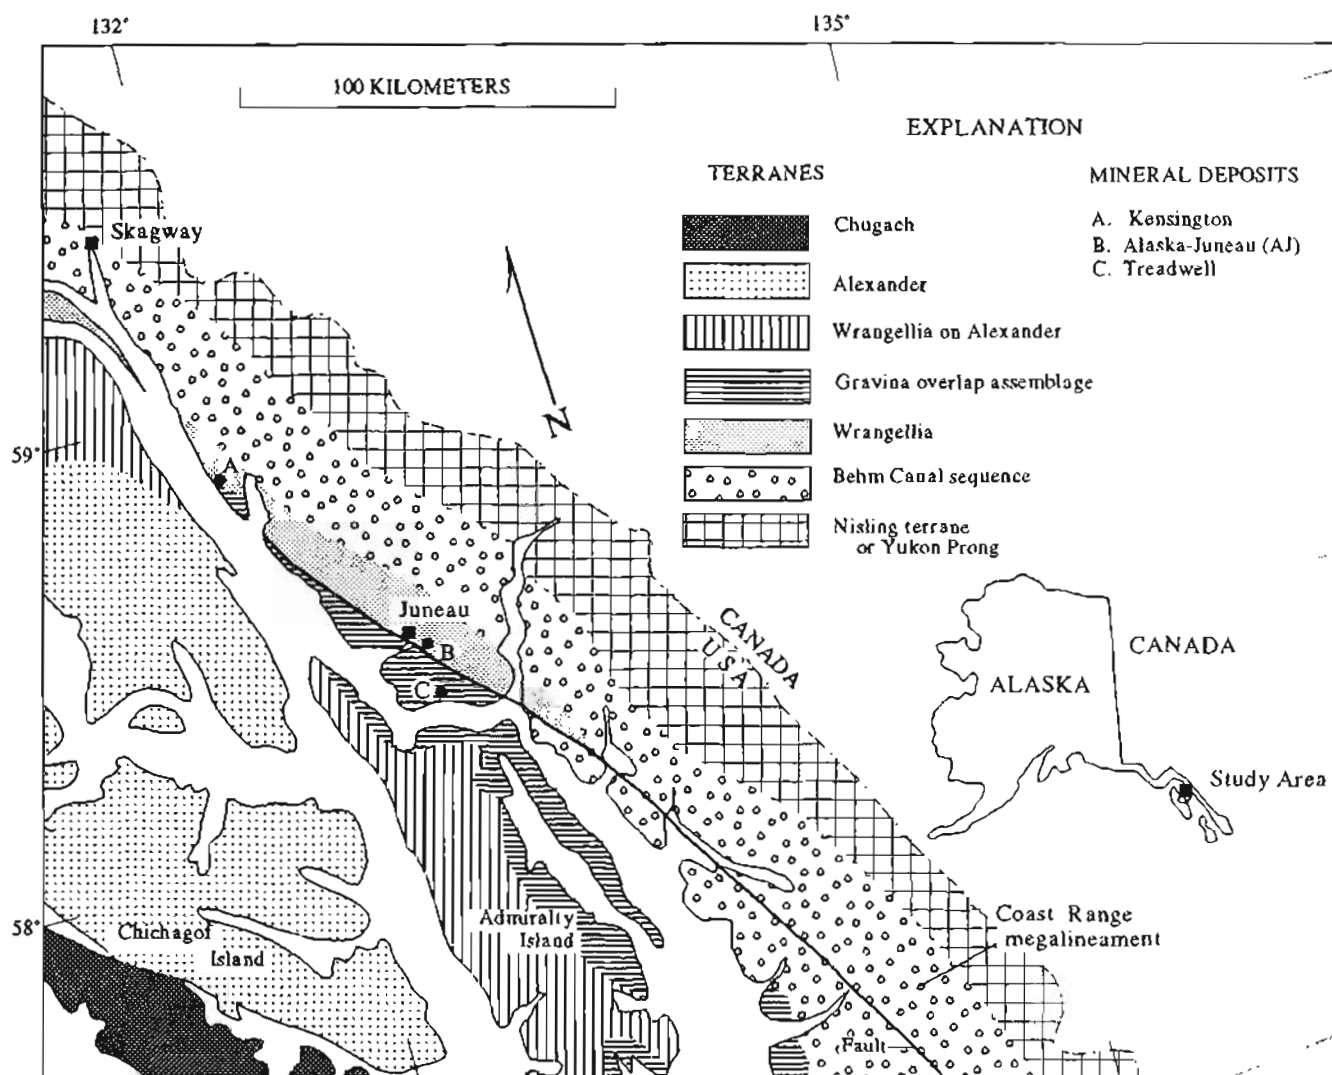 132°
135°
100 KILOMETERS
EXPLANATION
TERRANES
MINERAL DEPOSITS
Chugach
Alexander
Wrangellia on Alexander
Gravina overlap assemblage
Wrangellia
Behm Canal sequence
Nisling terrane
or Yukon Prong
A. Kensington
B. Alaska-Juneau (AJ)
C. Treadwell
Skagway
N
59°
A
Juneau
B
C
CANADA
USA
CANADA
ALASKA
Study Area
58°
Chichagof
Island
Admiralty
Island
Coast Range
megalineament
Fault